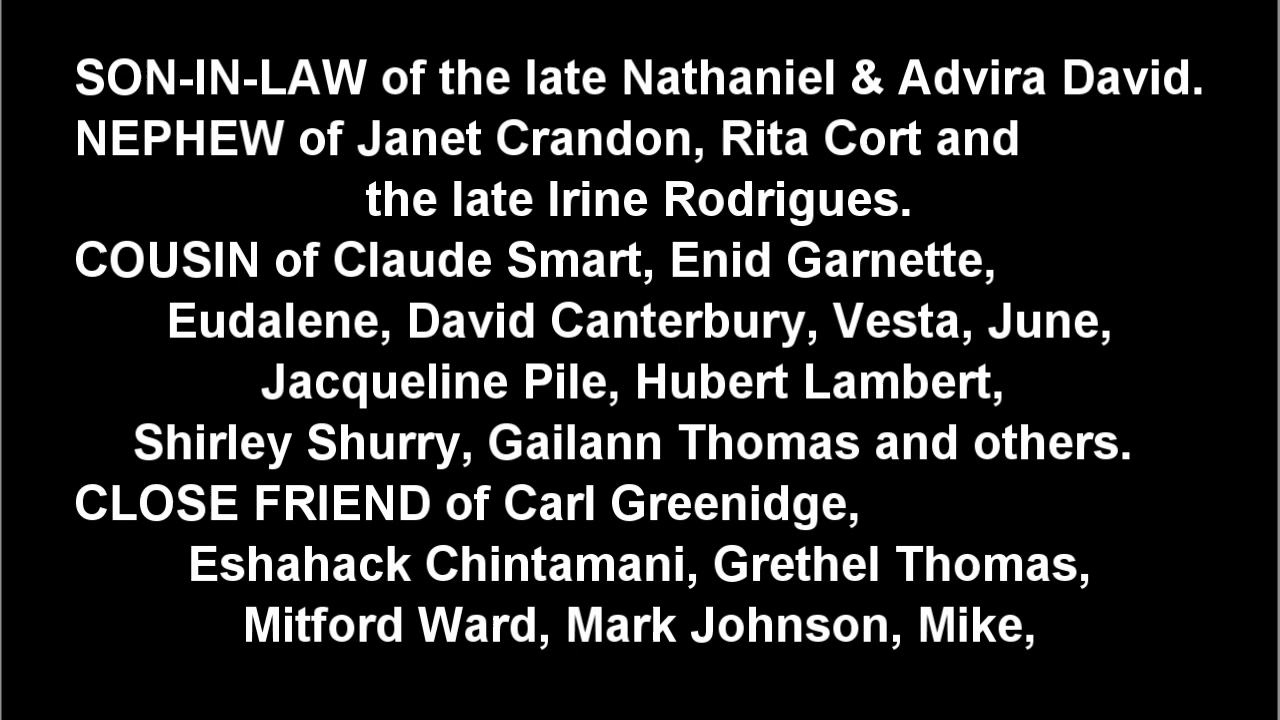 SON-IN-LAW of the late Nathaniel & Advira David.
NEPHEW of Janet Crandon, Rita Cort and
the late Irine Rodrigues.
COUSIN of Claude Smart, Enid Garnette,
Eudalene, David Canterbury, Vesta, June,
Jacqueline Pile, Hubert Lambert,
Shirley Shurry, Gailann Thomas and others.
CLOSE FRIEND of Carl Greenidge,
Eshahack Chintamani, Grethel Thomas,
Mitford Ward, Mark Johnson, Mike,